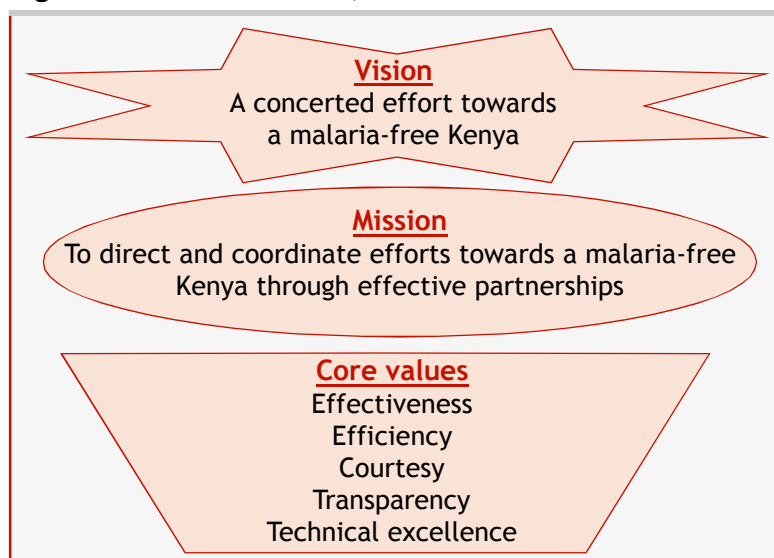 Vision
A concerted effort towards
a malaria-free Kenya
Mission
To direct and coordinate efforts towards a malaria-free
Kenya through effective partnerships
Core values
Effectiveness
Efficiency
Courtesy
Transparency
Technical excellence